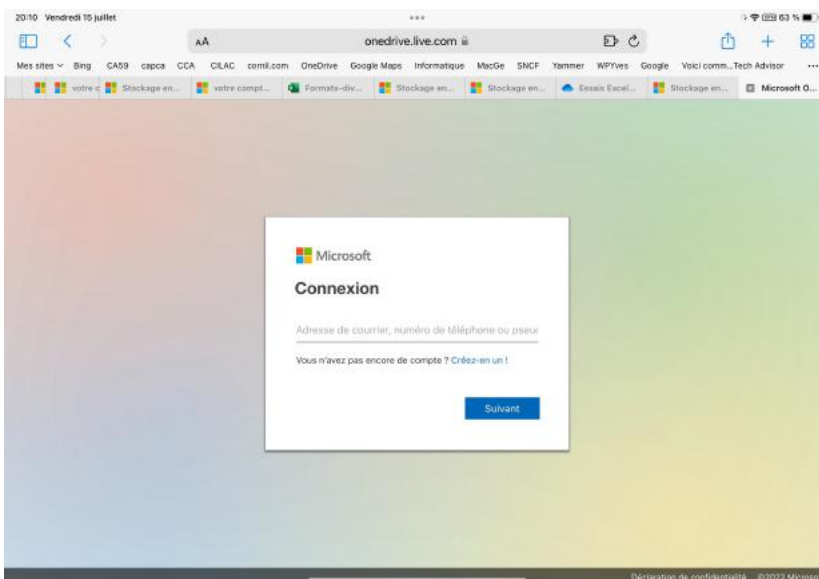 20:10 Vendredi 15 juillet
63 %
AA
onedrive.live.com
Mes sites Bing CA59 capca CCA CILAC comil.com OneDrive Google Maps Informatique MacGe SNCF Yammer WPYves Google Voici comm...Tech Advisor
votre c Stockage en... votre compt... Formats-div... Stockage en... Stockage en... Essais Excel... Stockage en... Microsoft O...
Microsoft
Connexion
Adresse de courrier, numéro de téléphone ou pseu
Vous n'avez pas encore de compte ? Créez-en un !
Suivant
Déclaration de confidentialité ©2022 Microso